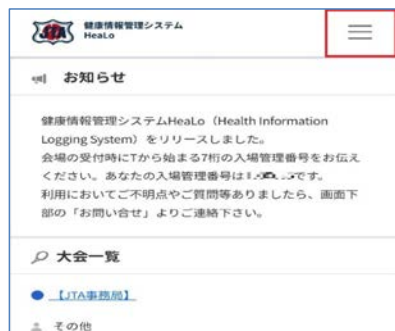 JTA
健康情報管理システム
HeaLo
お知らせ
健康情報管理システムHeaLo（Health Information
Logging System）をリリースしました。
会場の受付時にTから始まる7桁の入場管理番号をお伝え
ください。あなたの入場管理番号は です。
利用においてご不明点やご質問等ありましたら、画面下
部の「お問い合せ」よりご連絡下さい。
大会一覧
【JTA事務局】
その他